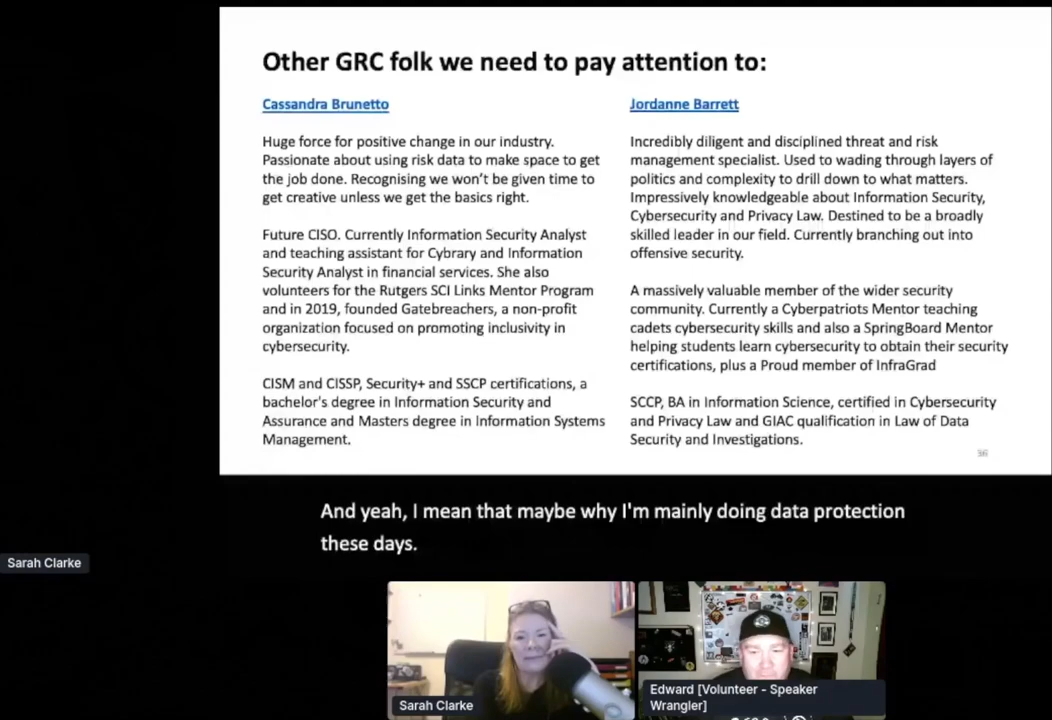 Other GRC folk we need to pay attention to:
Cassandra Brunetto
Huge force for positive change in our industry.
Passionate about using risk data to make space to get
the job done. Recognising we won't be given time to
get creative unless we get the basics right.
Future CISO. Currently Information Security Analyst
and teaching assistant for Cybrary and Information
Security Analyst in financial services. She also
volunteers for the Rutgers SCI Links Mentor Program
and in 2019, founded Gatebreachers, a non-profit
organization focused on promoting inclusivity in
cybersecurity.
CISM and CISSP, Security+ and SSCP certifications, a
bachelor's degree in Information Security and
Assurance and Masters degree in Information Systems
Management.
Jordanne Barrett
Incredibly diligent and disciplined threat and risk
management specialist. Used to wading through layers of
politics and complexity to drill down to what matters.
Impressively knowledgeable about Information Security,
Cybersecurity and Privacy Law. Destined to be a broadly
skilled leader in our field. Currently branching out into
offensive security.
A massively valuable member of the wider security
community. Currently a Cyberpatriots Mentor teaching
cadets cybersecurity skills and also a SpringBoard Mentor
helping students learn cybersecurity to obtain their security
certifications, plus a Proud member of InfraGrad
SCCP, BA in Information Science, certified in Cybersecurity
and Privacy Law and GIAC qualification in Law of Data
Security and Investigations.
36
And yeah, I mean that maybe why I'm mainly doing data protection
these days.
Sarah Clarke
Sarah Clarke
Edward [Volunteer - Speaker
Wrangler]